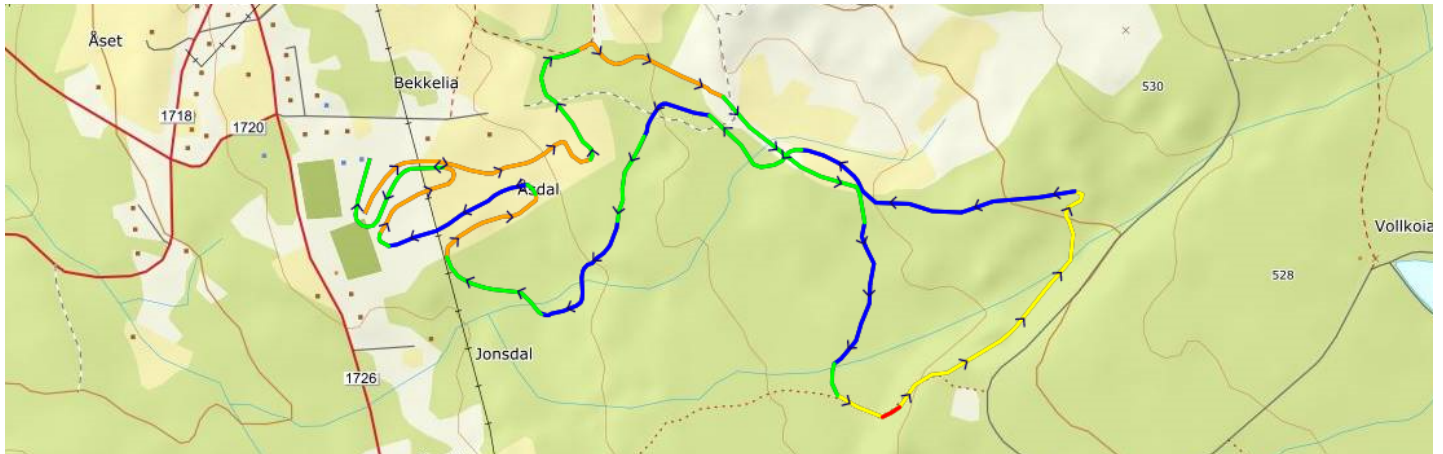 Åset
Bekkelia
530
1718
1720
Åsdal
Vollkoia
528
Jonsdal
1726